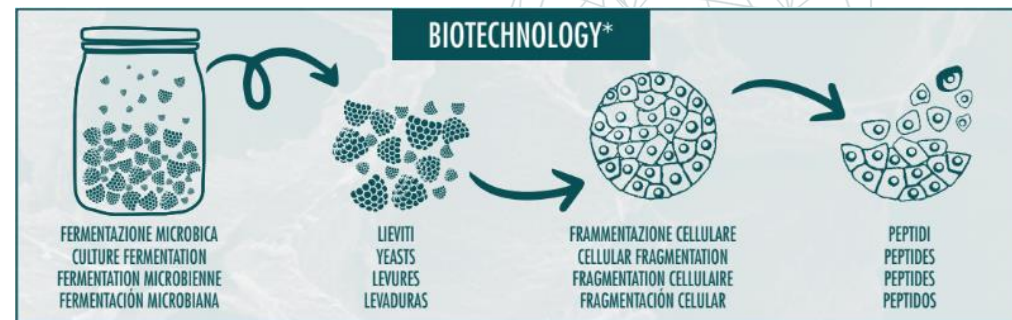 BIOTECHNOLOGY*
FERMENTAZIONE MICROBICA
CULTURE FERMENTATION
FERMENTATION MICROBIENNE
FERMENTACIÓN MICROBIANA
LIEVITI
YEASTS
LEVURES
LEVADURAS
FRAMMENTAZIONE CELLULARE
CELLULAR FRAGMENTATION
FRAGMENTATION CELLULAIRE
FRAGMENTACIÓN CELULAR
PEPTIDI
PEPTIDES
PEPTIDES
PEPTIDOS